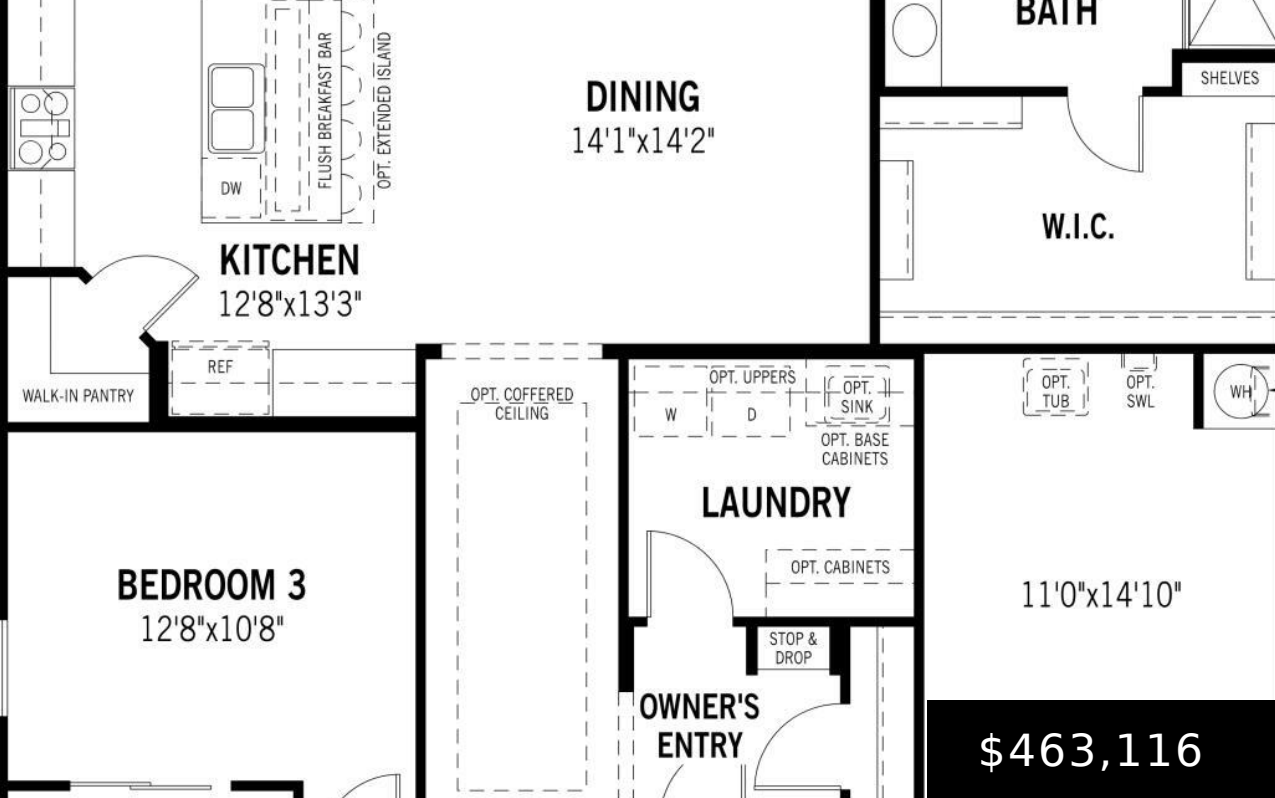 BATH
SHELVES
FLUSH BREAKFAST BAR
OPT. EXTENDED ISLAND
DINING
14'1"x14'2"
DW
W.I.C.
KITCHEN
12'8"x13'3"
REF
WALK-IN PANTRY
OPT. COFFERED
CEILING
OPT. UPPERS
W
D
OPT.
SINK
OPT. BASE
CABINETS
OPT.
TUB
OPT.
SWL
WH
LAUNDRY
OPT. CABINETS
BEDROOM 3
12'8"x10'8"
11'0"x14'10"
STOP &
DROP
OWNER'S
ENTRY
$463,116